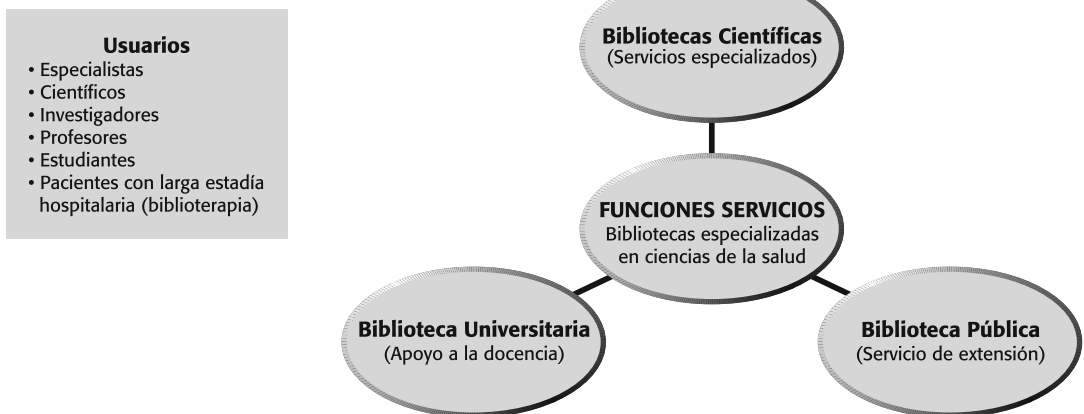 Usuarios
• Especialistas
• Científicos
• Investigadores
• Profesores
• Estudiantes
• Pacientes con larga estadía
hospitalaria (biblioterapia)
Bibliotecas Científicas
(Servicios especializados)
FUNCIONES SERVICIOS
Bibliotecas especializadas
en ciencias de la salud
Biblioteca Universitaria
(Apoyo a la docencia)
Biblioteca Pública
(Servicio de extensión)